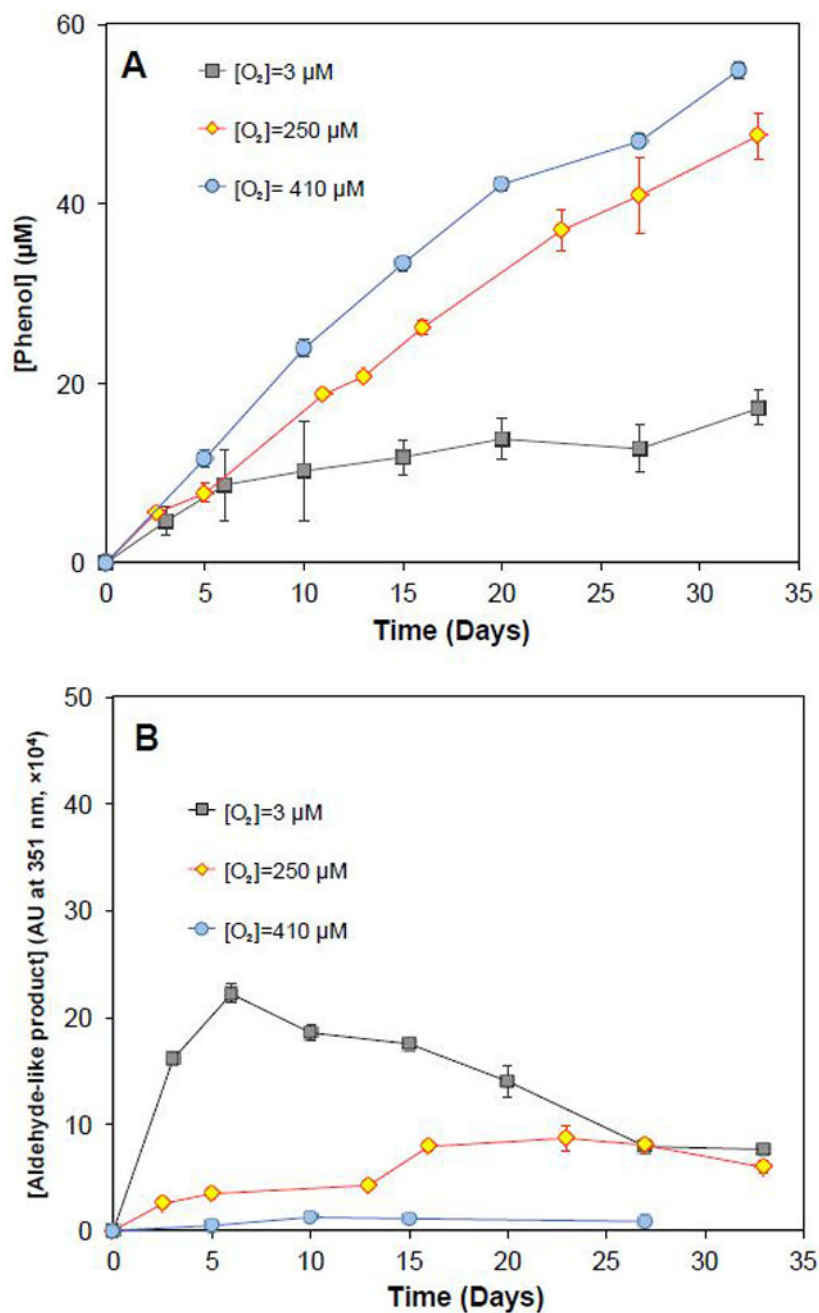 60
A
[O₂]=3 µM
[O₂]=250 µM
[O₂]= 410 µM
40
20
0
[Phenol] (µM)
0 5 10 15 20 25 30 35
Time (Days)
50
B
40
[O₂]=3 µM
[O₂]=250 µM
30
[O₂]=410 µM
20
10
0
[Aldehyde-like product] (AU at 351 nm, ×10⁴)
0 5 10 15 20 25 30 35
Time (Days)